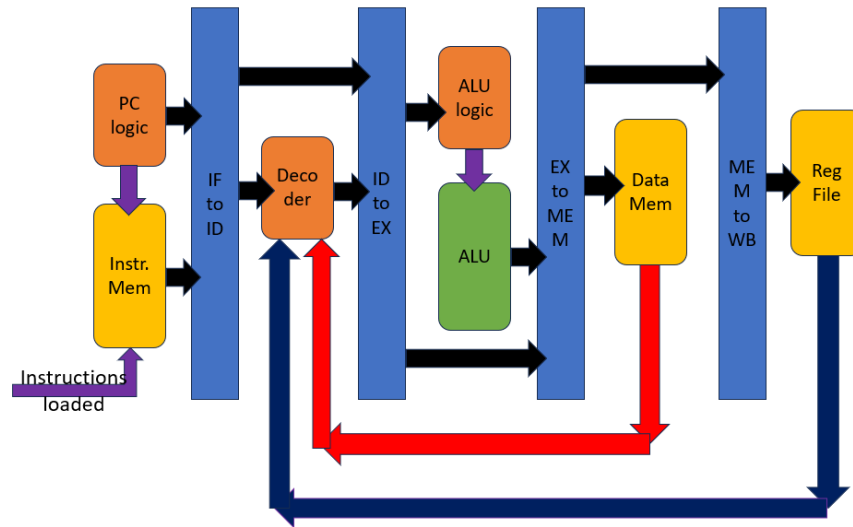 PC
logic
Instr.
Mem
Instructions
loaded
IF
to
ID
Deco
der
ID
to
EX
ALU
logic
ALU
EX
to
ME
M
Data
Mem
ME
M
to
WB
Reg
File